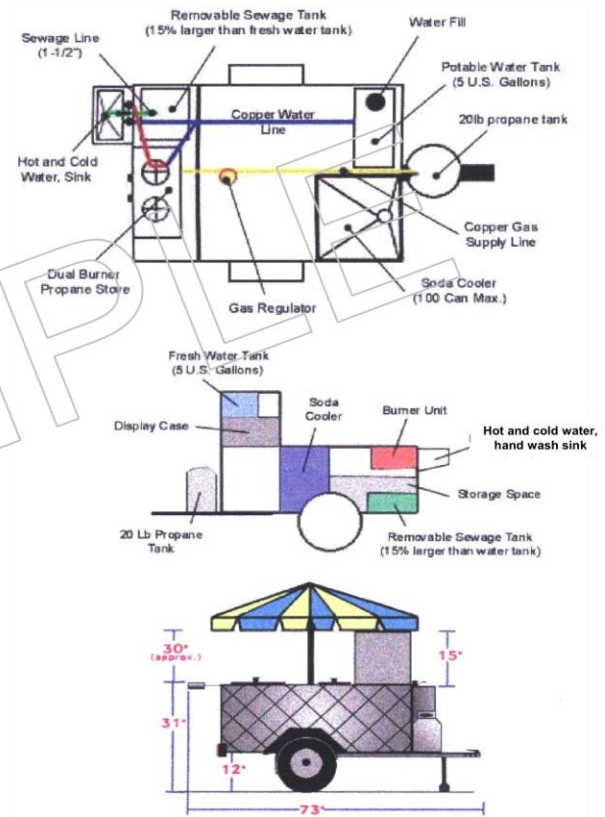 Removable Sewage Tank
(15% larger than fresh water tank)
Water Fill
Sewage Line
(1-1/2")
Potable Water Tank
(5 U.S. Gallons)
Copper Water
Line
20lb propane tank
Hot and Cold
Water, Sink
Copper Gas
Supply Line
Dual Burner
Propane Stove
Soda Cooler
(100 Can Max.)
Gas Regulator
Fresh Water Tank
(5 U.S. Gallons)
Soda
Cooler
Burner Unit
Display Case
Hot and cold water,
hand wash sink
Storage Space
20 Lb Propane
Tank
Removable Sewage Tank
(15% larger than water tank)
30"
(approx.)
15"
31"
12"
73"